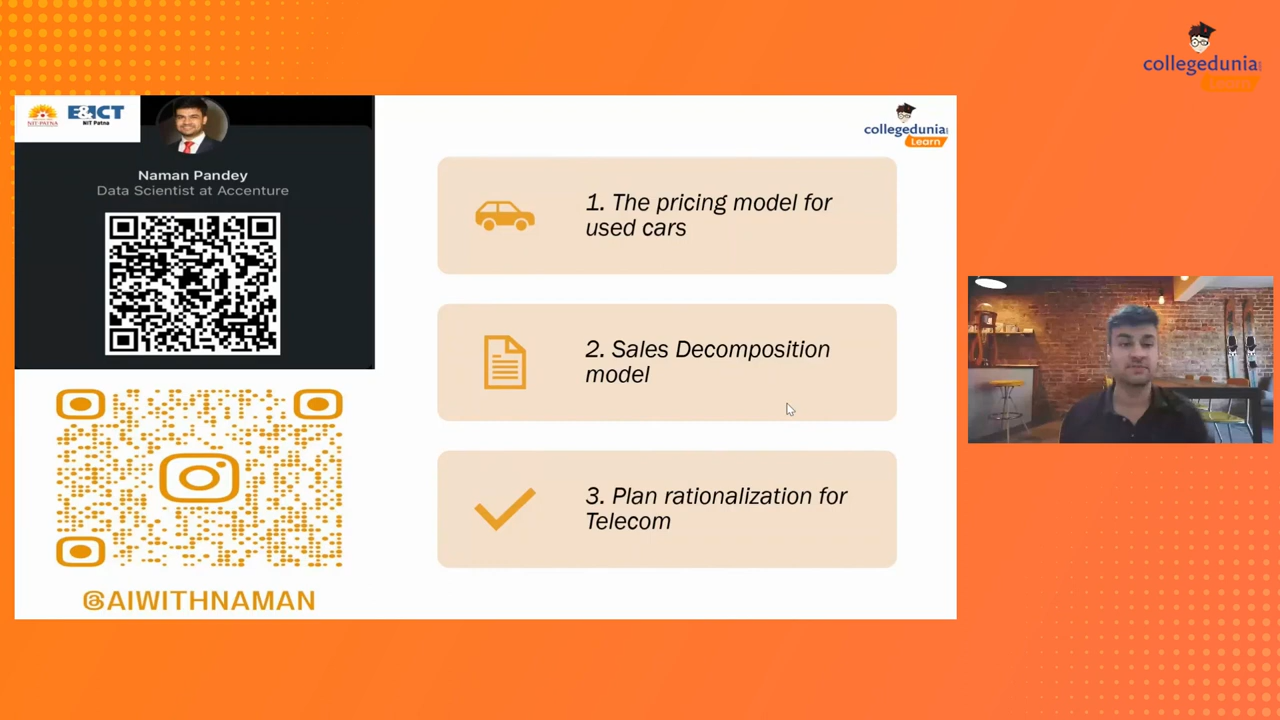 collegedunia
E&ICT
NIT Patna
NIT PATNA
Naman Pandey
Data Scientist at Accenture
@AIWITHNAMAN
collegedunia
Learn
1. The pricing model for
used cars
2. Sales Decomposition
model
3. Plan rationalization for
Telecom